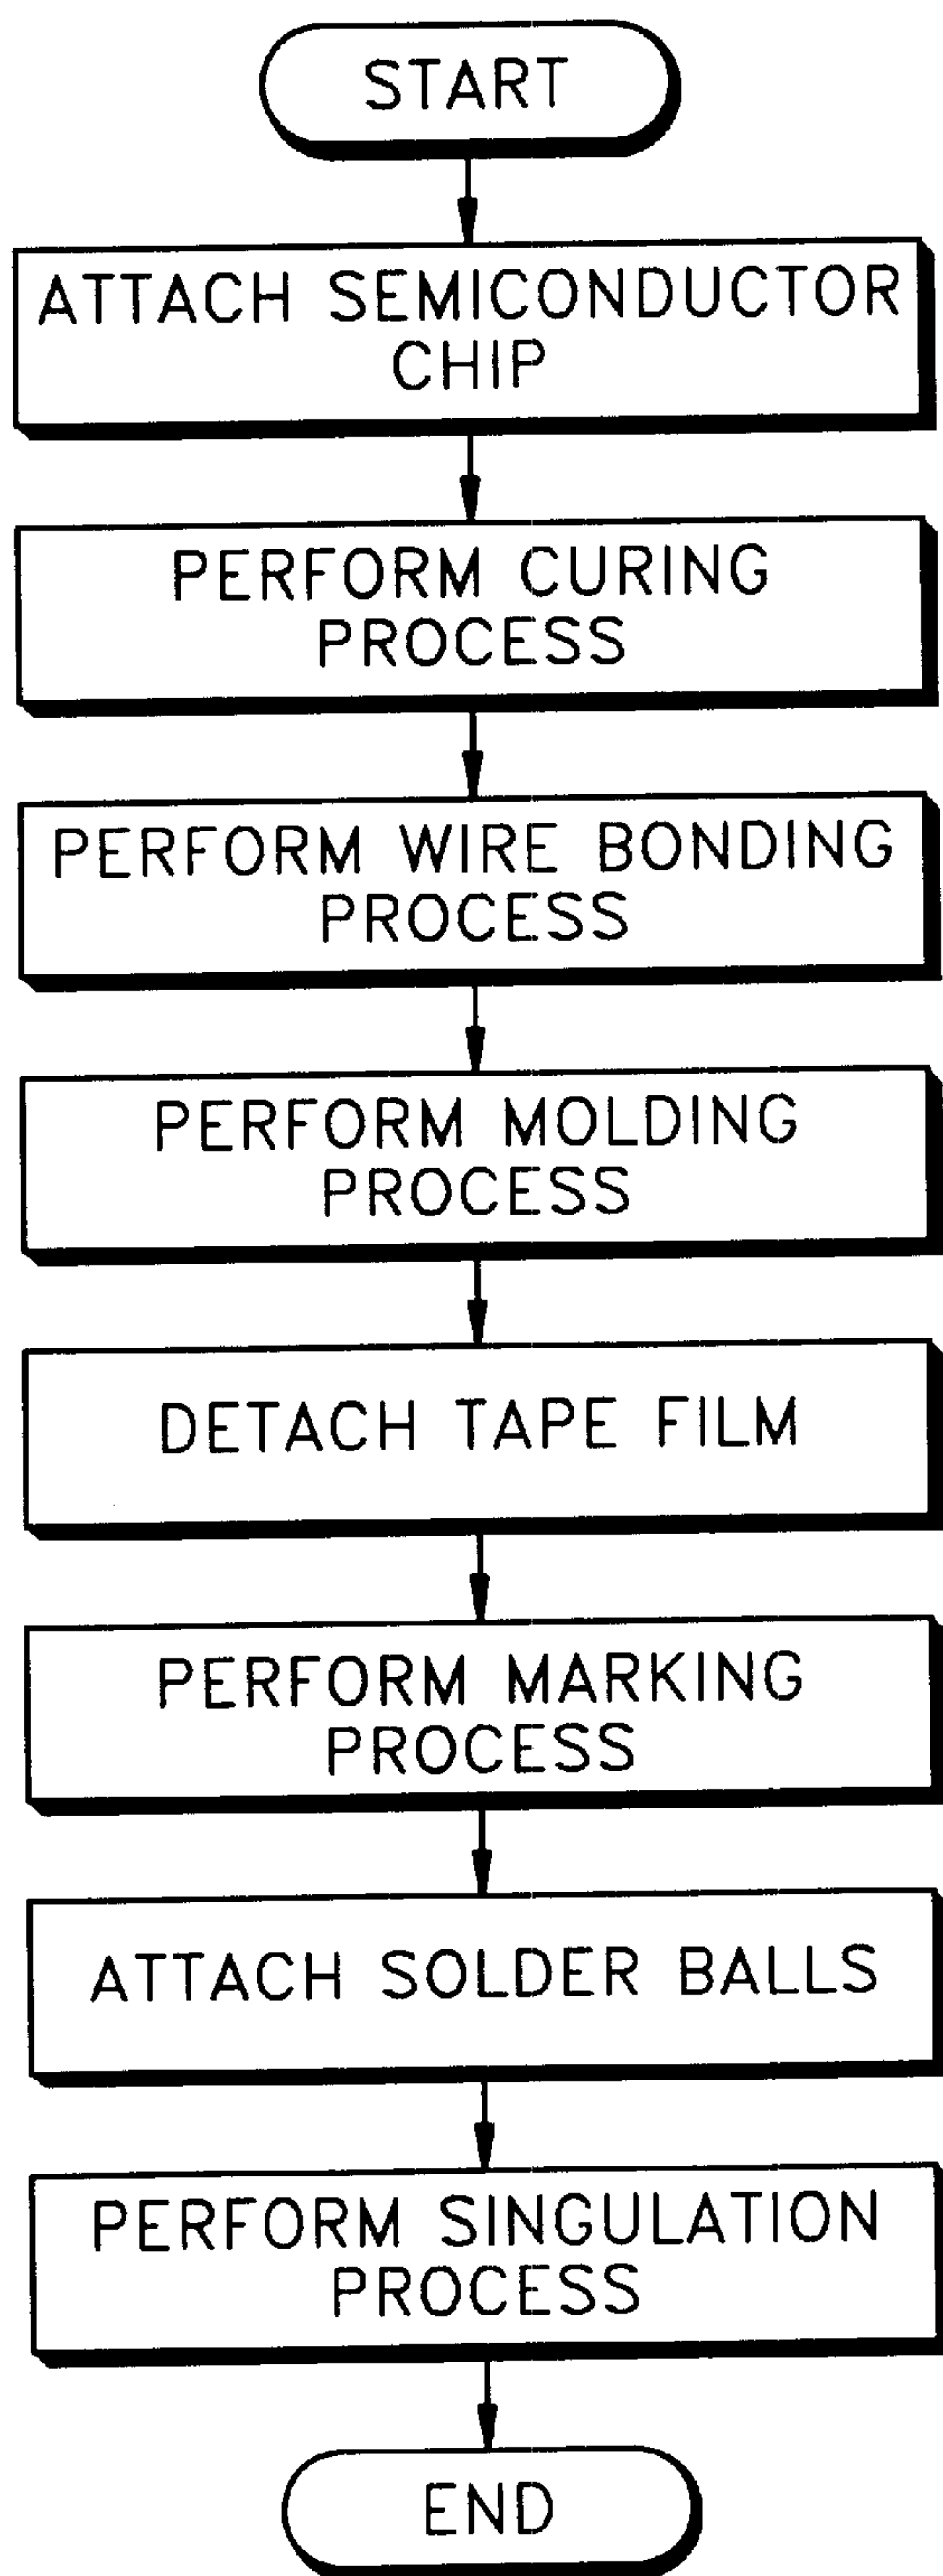 START
ATTACH SEMICONDUCTOR
CHIP
PERFORM CURING
PROCESS
PERFORM WIRE BONDING
PROCESS
PERFORM MOLDING
PROCESS
DETACH TAPE FILM
PERFORM MARKING
PROCESS
ATTACH SOLDER BALLS
PERFORM SINGULATION
PROCESS
END